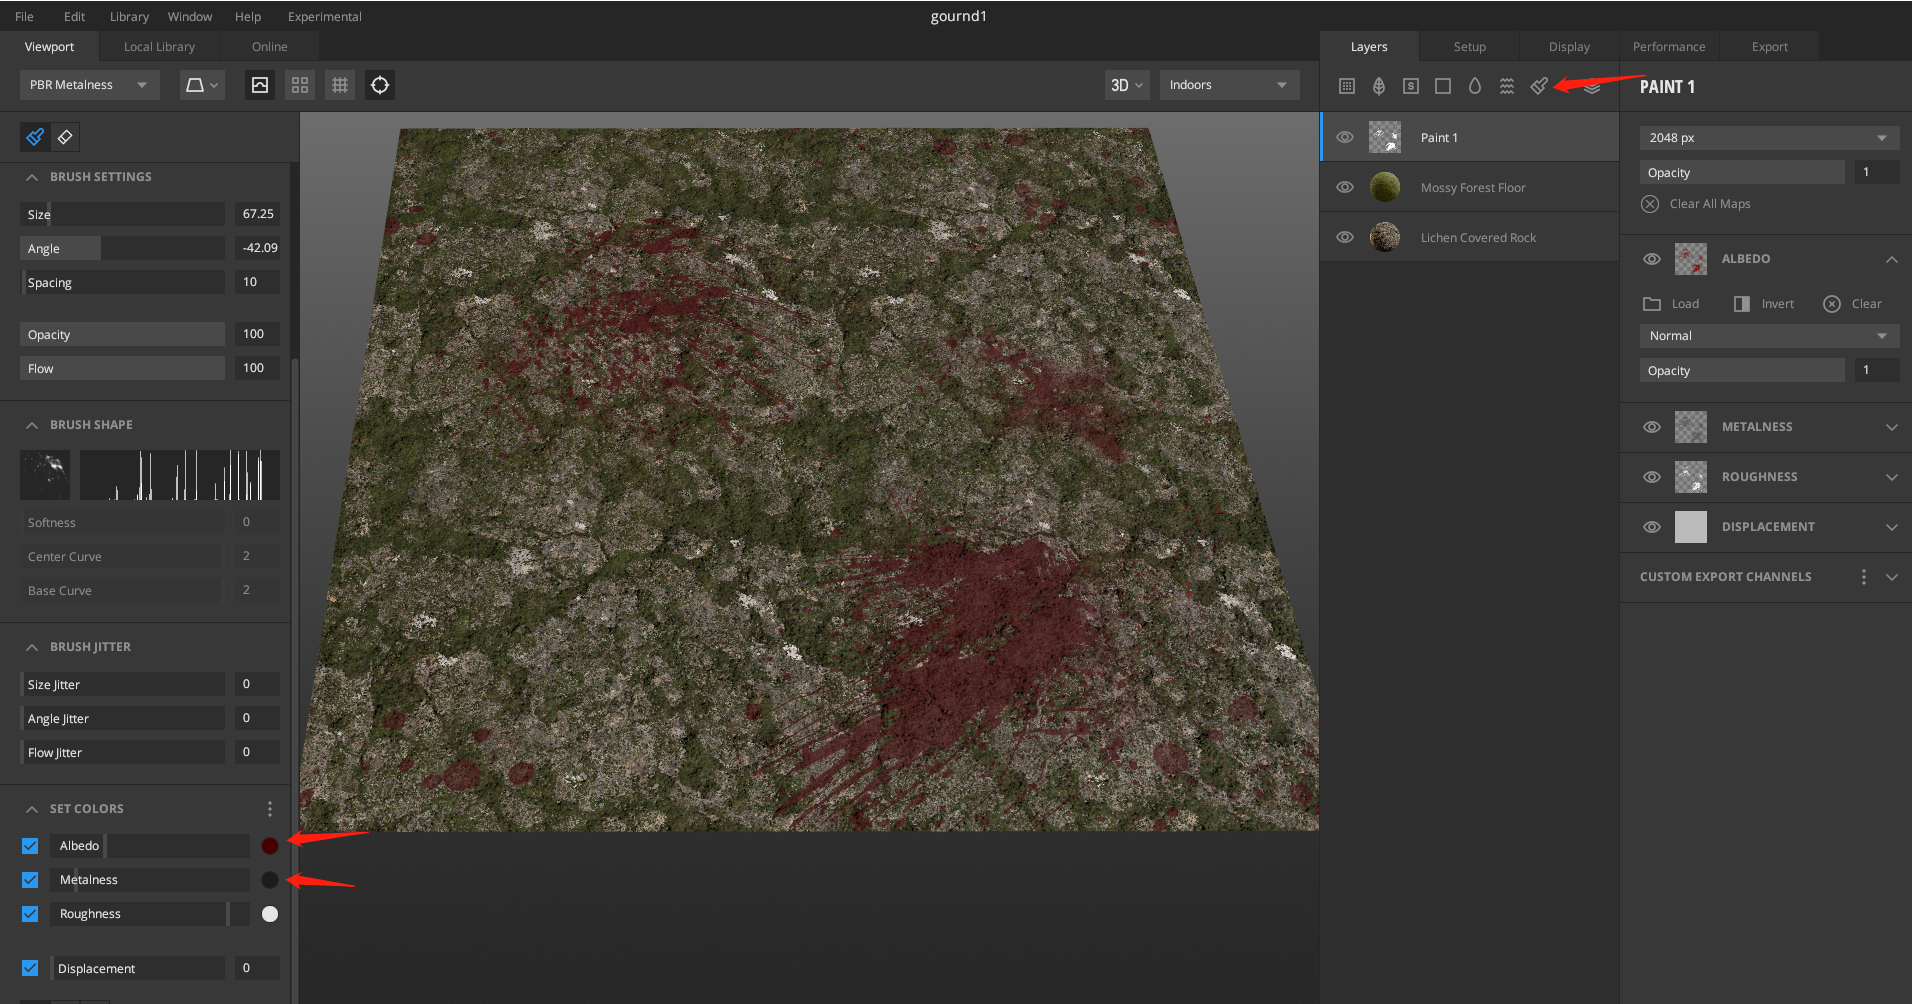 File Edit Library Window Help Experimental gournd1
Viewport Local Library Online
Layers Setup Display Performance Export
PBR Metalness
3D Indoors
S
PAINT 1
BRUSH SETTINGS
Size 67.25
Angle -42.09
Spacing 10
Opacity 100
Flow 100
BRUSH SHAPE
Softness 0
Center Curve 2
Base Curve 2
BRUSH JITTER
Size Jitter 0
Angle Jitter 0
Flow Jitter 0
SET COLORS
Albedo
Metalness
Roughness
Displacement 0
Paint 1
Mossy Forest Floor
Lichen Covered Rock
2048 px
Opacity 1
Clear All Maps
ALBEDO
Load Invert Clear
Normal
Opacity 1
METALNESS
ROUGHNESS
DISPLACEMENT
CUSTOM EXPORT CHANNELS